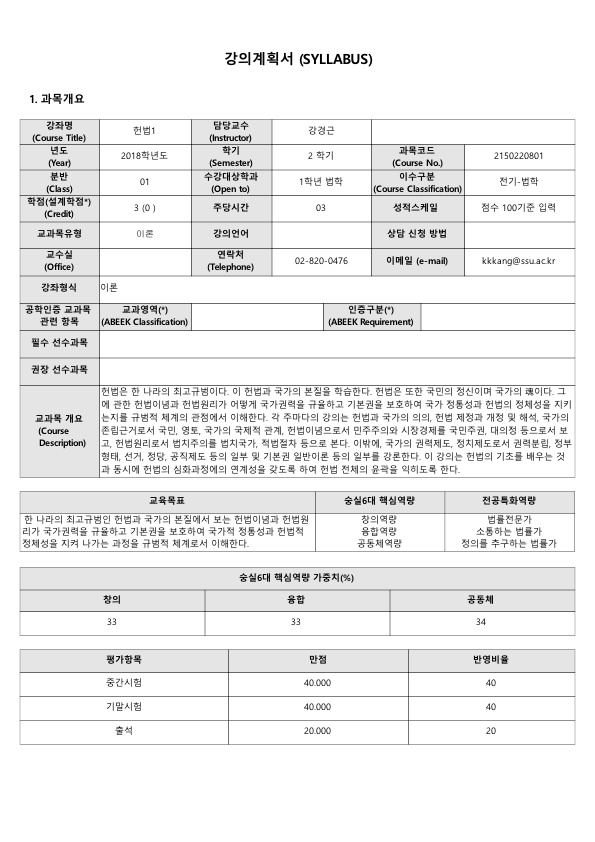 강의계획서 (SYLLABUS)
1. 과목개요
강좌명 (Course Title) 헌법1 담당교수 (Instructor) 강경근
년도 (Year) 2018학년도 학기 (Semester) 2 학기 과목코드 (Course No.) 2150220801
분반 (Class) 01 수강대상학과 (Open to) 1학년 법학 이수구분 (Course Classification) 전기-법학
학점(설계학점*) (Credit) 3 (0 ) 주당시간 03 성적스케일 점수 100기준 입력
교과목유형 이론 강의언어 상담 신청 방법
교수실 (Office) 연락처 (Telephone) 02-820-0476 이메일 (e-mail) kkkang@ssu.ac.kr
강좌형식 이론
공학인증 교과목 관련 항목 교과영역(*) (ABEEK Classification) 인증구분(*) (ABEEK Requirement)
필수 선수과목
권장 선수과목
교과목 개요 (Course Description)
헌법은 한 나라의 최고규범이다. 이 헌법과 국가의 본질을 학습한다. 헌법은 또한 국민의 정신이며 국가의 魂이다. 그
에 관한 헌법이념과 헌법원리가 어떻게 국가권력을 규율하고 기본권을 보호하여 국가 정통성과 헌법의 정체성을 지키
는지를 규범적 체계의 관점에서 이해한다. 각 주마다의 강의는 헌법과 국가의 의의, 헌법 제정과 개정 및 해석, 국가의
존립근거로서 국민, 영토, 국가의 국제적 관계, 헌법이념으로서 민주주의와 시장경제를 국민주권, 대의정 등으로서 보
고, 헌법원리로서 법치주의를 법치국가, 적법절차 등으로 본다. 이밖에, 국가의 권력제도, 정치제도로서 권력분립, 정부
형태, 선거, 정당, 공직제도 등의 일부 및 기본권 일반이론 등의 일부를 강론한다. 이 강의는 헌법의 기초를 배우는 것
과 동시에 헌법의 심화과정에의 연계성을 갖도록 하여 헌법 전체의 윤곽을 익히도록 한다.
교육목표 숭실6대 핵심역량 전공특화역량
한 나라의 최고규범인 헌법과 국가의 본질에서 보는 헌법이념과 헌법원 창의역량 법률전문가
리가 국가권력을 규율하고 기본권을 보호하여 국가적 정통성과 헌법적 융합역량 소통하는 법률가
정체성을 지켜 나가는 과정을 규범적 체계로서 이해한다. 공동체역량 정의를 추구하는 법률가
숭실6대 핵심역량 가중치(%)
창의 융합 공동체
33 33 34
평가항목 만점 반영비율
중간시험 40.000 40
기말시험 40.000 40
출석 20.000 20